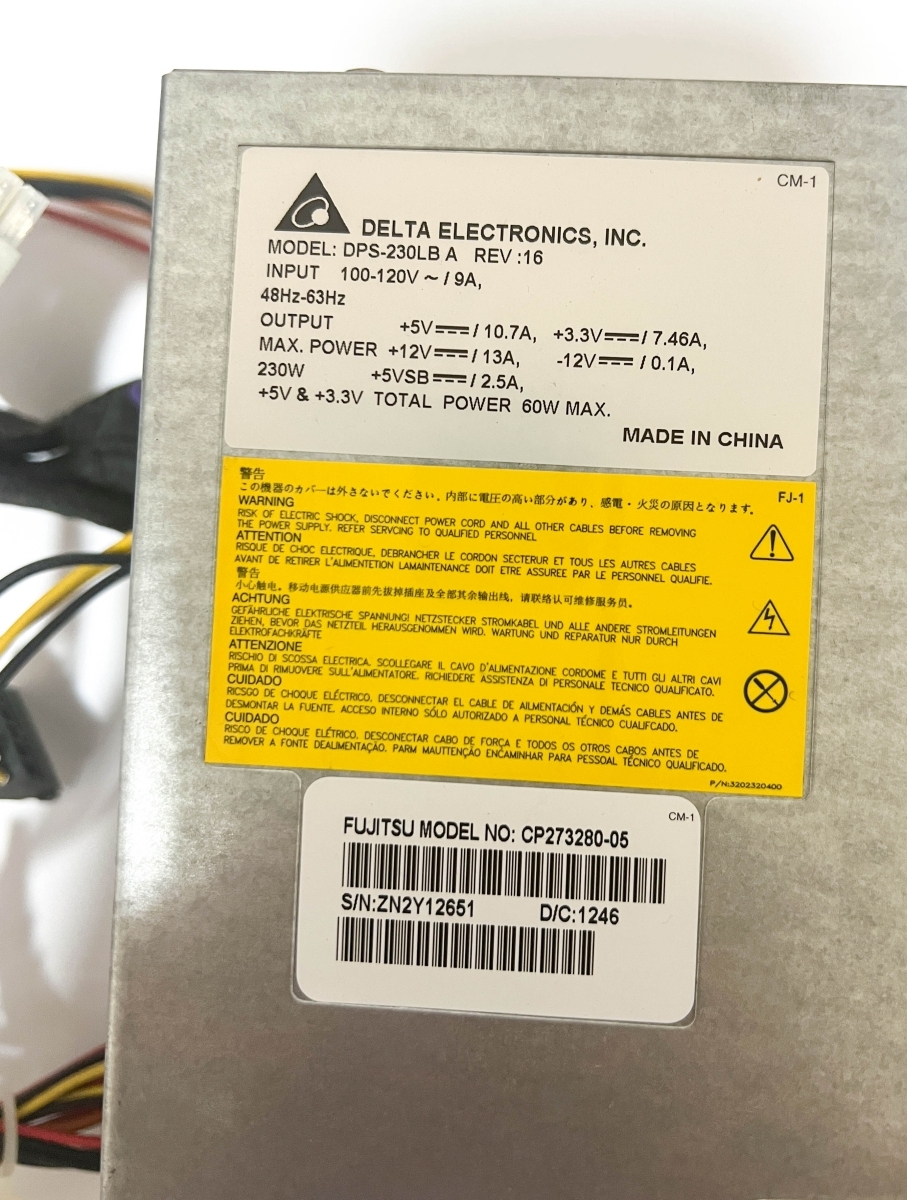 CM-1
DELTA ELECTRONICS, INC.
MODEL: DPS-230LB A REV :16
INPUT 100-120V ~ / 9A,
48Hz-63Hz
OUTPUT +5V⎓/ 10.7A, +3.3V⎓/ 7.46A,
MAX. POWER +12V⎓/ 13A, -12V⎓/ 0.1A,
230W +5VSB⎓/ 2.5A,
+5V & +3.3V TOTAL POWER 60W MAX.
MADE IN CHINA
警告
この機器のカバーは外さないでください。内部に電圧の高い部分があり、感電・火災の原因となります。
FJ-1
WARNING
RISK OF ELECTRIC SHOCK, DISCONNECT POWER CORD AND ALL OTHER CABLES BEFORE REMOVING
THE POWER SUPPLY. REFER SERVCING TO QUALIFIED PERSONNEL
ATTENTION
RISQUE DE CHOC ELECTRIQUE, DEBRANCHER LE CORDON SECTERUR ET TOUS LES AUTRES CABLES
AVANT DE RETIRER L'ALIMENTETION LAMAINTENANCE DOIT ETRE ASSUREE PAR LE PERSONNEL QUALIFIE.
警告
小心触电。移动电源供应器前先拔掉插座及全部其余输出线，请联络认可维修服务员。
ACHTUNG
GEFÄHRLICHE ELEKTRISCHE SPANNUNG! NETZSTECKER STROMKABEL UND ALLE ANDERE STROMLEITUNGEN
ZIEHEN, BEVOR DAS NETZTEIL HERAUSGENOMMEN WIRD. WARTUNG UND REPARATUR NUR DURCH
ELEKTROFACHKRÄFTE
ATTENZIONE
RISCHIO DI SCOSSA ELECTRICA. SCOLLEGARE IL CAVO D'ALIMENTAZIONE CORDOME E TUTTI GLI ALTRI CAVI
PRIMA DI RIMUOVERE SULL'ALIMENTATORE. RICHIEDERE ASSISTENZA DI PERSONALE TECNICO QUALIFICATO.
CUIDADO
RICSGO DE CHOQUE ELÉCTRICO. DESCONNECTAR EL CABLE DE AILMENTACIÓN Y DEMÁS CABLES ANTES DE
DESMONTAR LA FUENTE. ACCESO INTERNO SÓLO AUTORIZADO A PERSONAL TÉCNICO CUALIFCADO.
CUIDADO
RISCO DE CHOQUE ELÉTRICO. DESCONECTAR CABO DE FORÇA E TODOS OS OTROS CABOS ANTES DE
REMOVER A FONTE DEALIMENTAÇÃO. PARM MAUTTENÇÃO ENCAMINHAR PARA PESSOAL TÉCNICO QUALIFICADO.
P/N:3202320400
CM-1
FUJITSU MODEL NO: CP273280-05
S/N:ZN2Y12651 D/C:1246